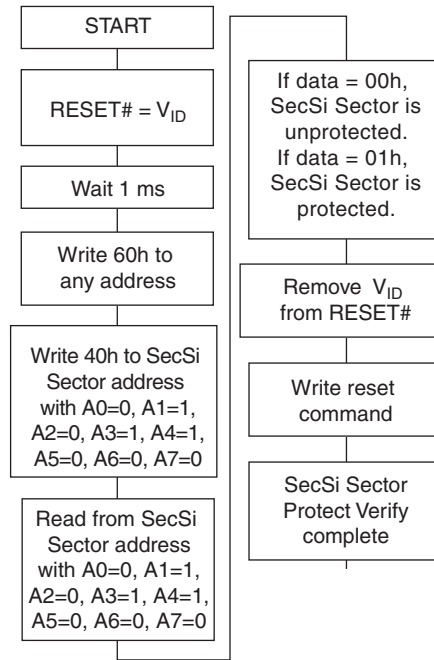 START
RESET# = VID
Wait 1 ms
Write 60h to
any address
Write 40h to SecSi
Sector address
with A0=0, A1=1,
A2=0, A3=1, A4=1,
A5=0, A6=0, A7=0
Read from SecSi
Sector address
with A0=0, A1=1,
A2=0, A3=1, A4=1,
A5=0, A6=0, A7=0
If data = 00h,
SecSi Sector is
unprotected.
If data = 01h,
SecSi Sector is
protected.
Remove VID
from RESET#
Write reset
command
SecSi Sector
Protect Verify
complete